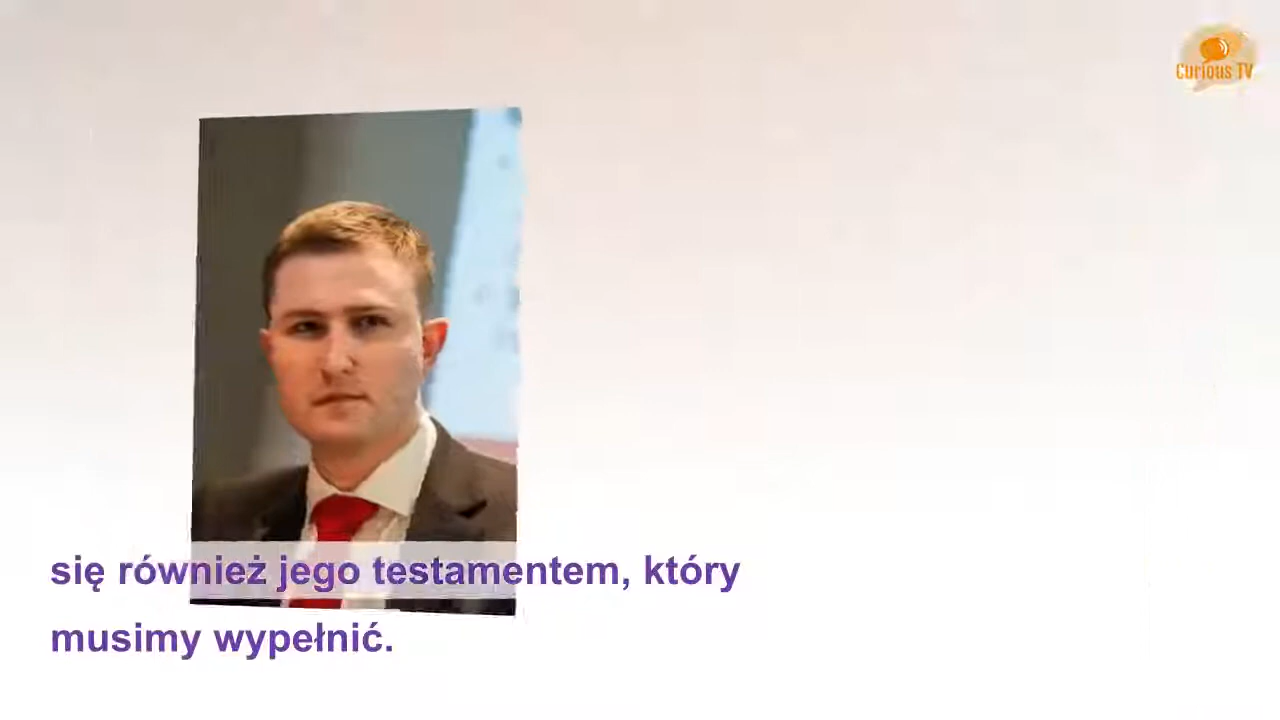 Curious TV
się również jego testamentem, który
musimy wypełnić.